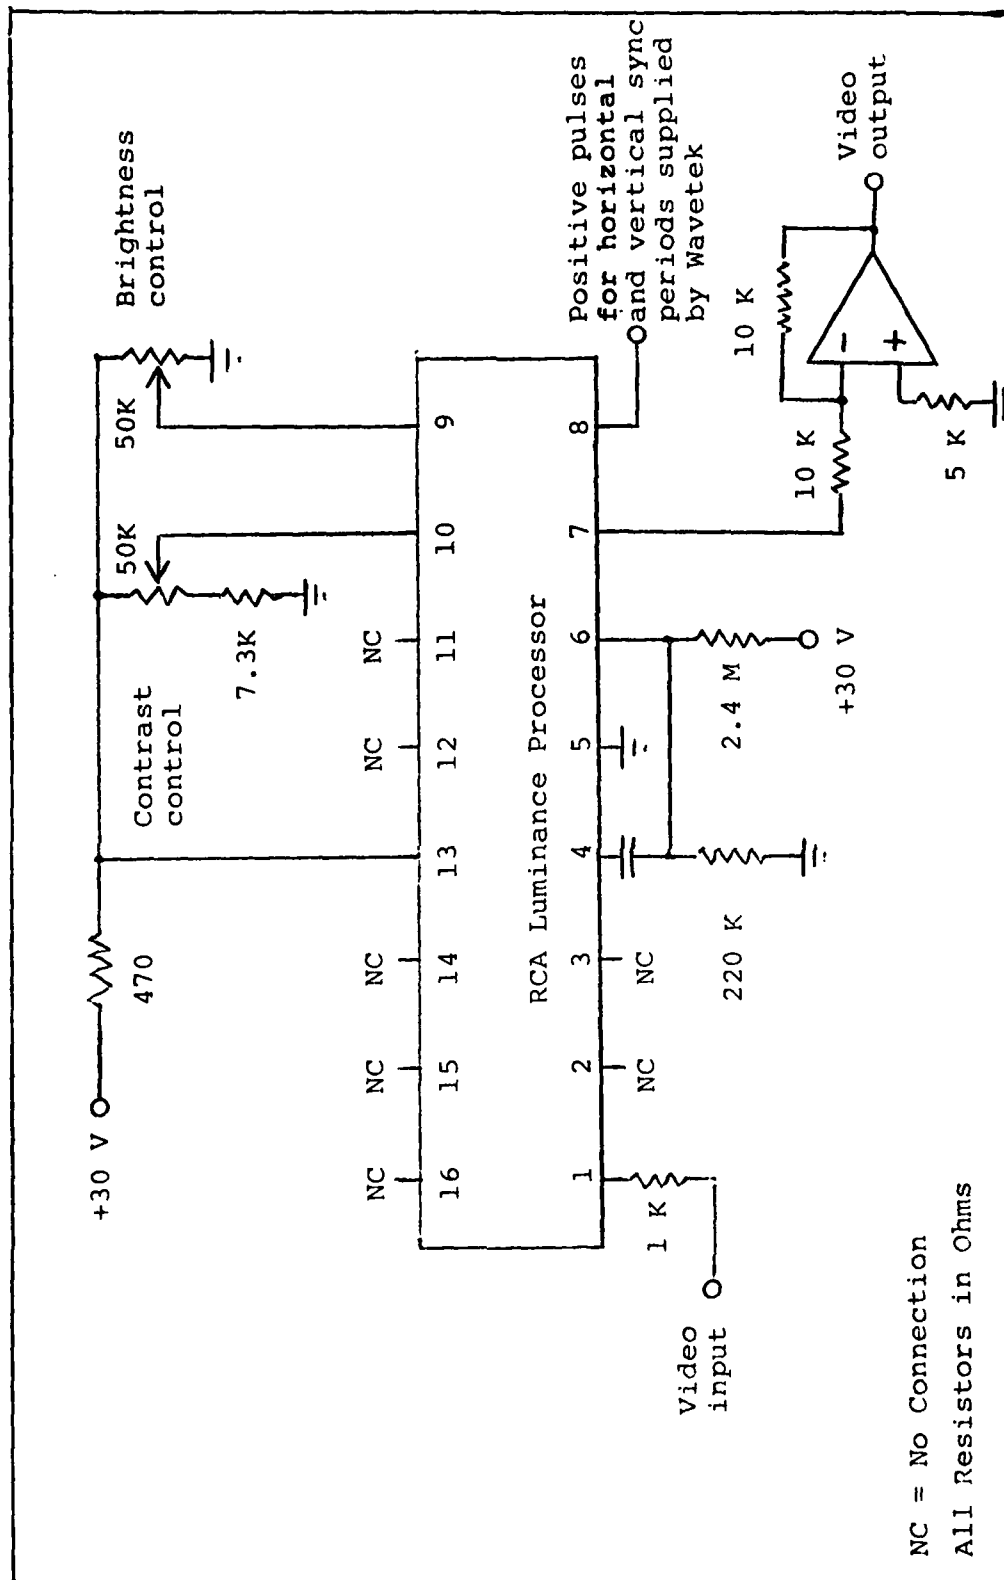 +30 V
470
Contrast
control
7.3K
50K
50K
Brightness
control
NC
NC
NC
NC
NC
16
15
14
13
12
11
10
9
RCA Luminance Processor
1
2
3
4
5
6
7
8
Positive pulses
for horizontal
and vertical sync
periods supplied
by Wavetek
1 K
NC
NC
220 K
2.4 M
+30 V
10 K
10 K
−
+
5 K
Video
output
Video
input
NC = No Connection
All Resistors in Ohms